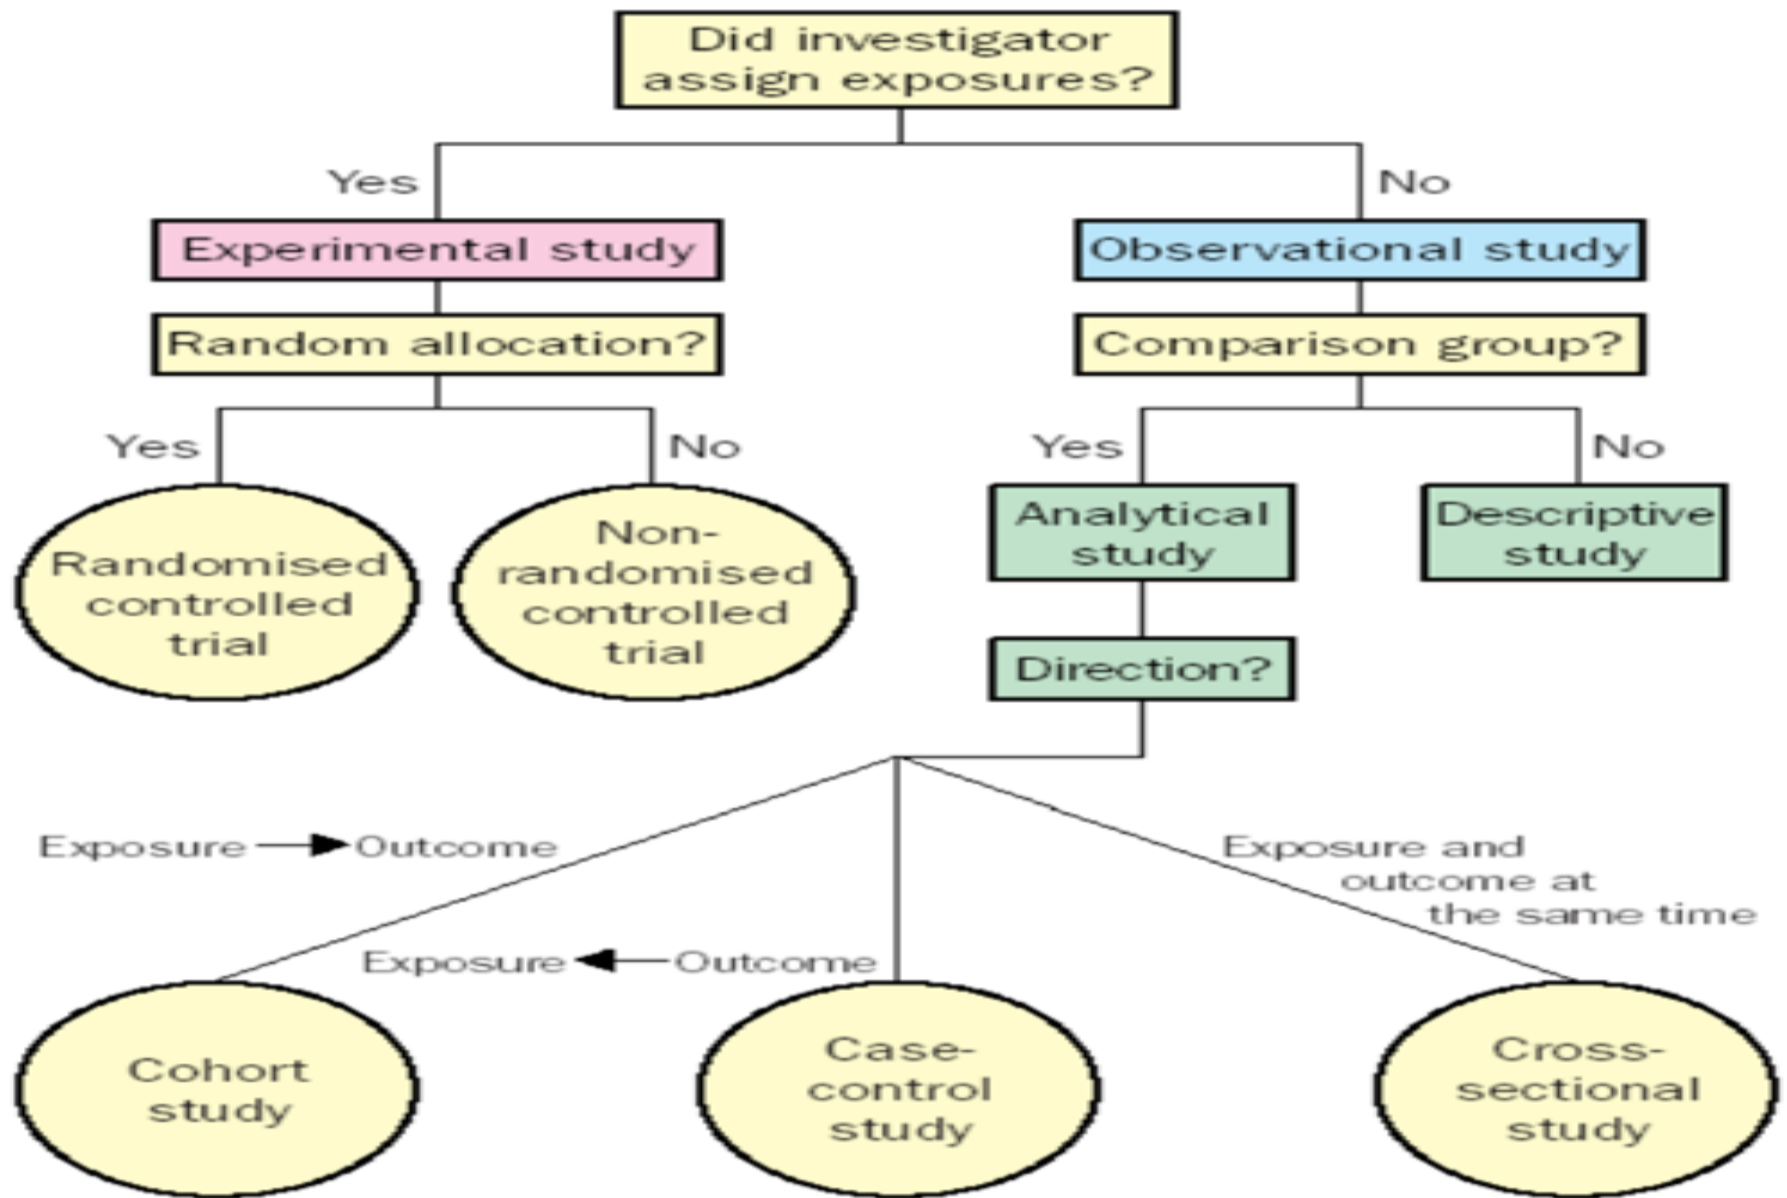 Did investigator
assign exposures?
Yes
No
Experimental study
Observational study
Random allocation?
Comparison group?
Yes
No
Yes
No
Randomised
controlled
trial
Non-
randomised
controlled
trial
Analytical
study
Descriptive
study
Direction?
Exposure Outcome
Exposure and
outcome at
the same time
Exposure Outcome
Cohort
study
Case-
control
study
Cross-
sectional
study